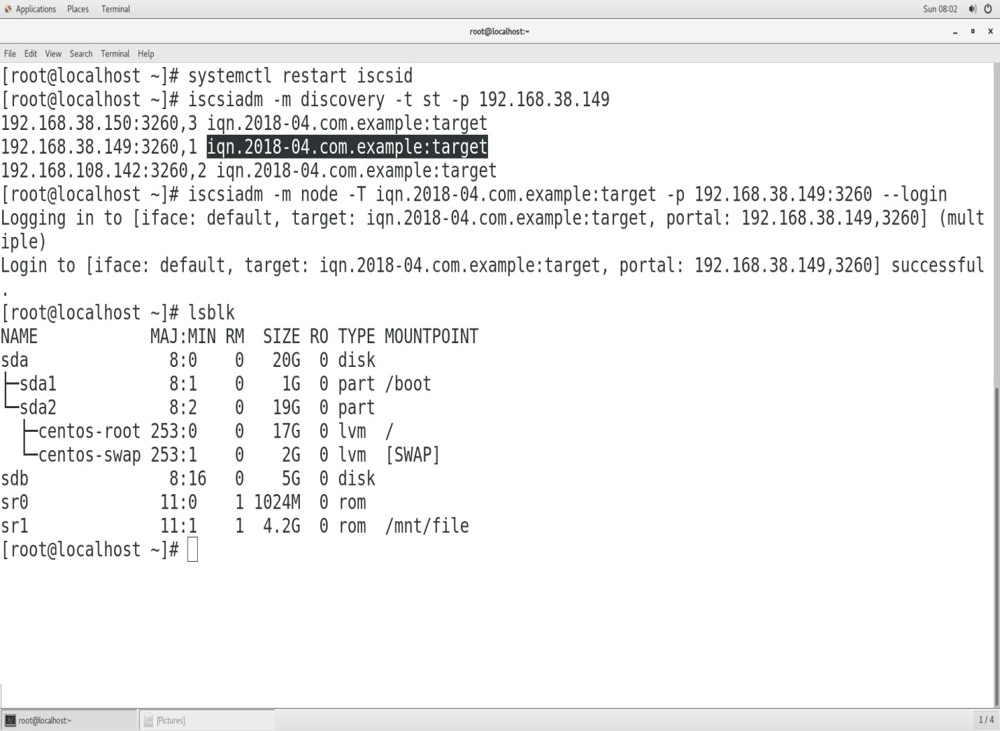 Applications Places Terminal Sun 08:02
root@localhost:~
File Edit View Search Terminal Help
[root@localhost ~]# systemctl restart iscsid
[root@localhost ~]# iscsiadm -m discovery -t st -p 192.168.38.149
192.168.38.150:3260,3 iqn.2018-04.com.example:target
192.168.38.149:3260,1 iqn.2018-04.com.example:target
192.168.108.142:3260,2 iqn.2018-04.com.example:target
[root@localhost ~]# iscsiadm -m node -T iqn.2018-04.com.example:target -p 192.168.38.149:3260 --login
Logging in to [iface: default, target: iqn.2018-04.com.example:target, portal: 192.168.38.149,3260] (mult
iple)
Login to [iface: default, target: iqn.2018-04.com.example:target, portal: 192.168.38.149,3260] successful
.
[root@localhost ~]# lsblk
NAME            MAJ:MIN RM  SIZE RO TYPE MOUNTPOINT
sda               8:0    0   20G  0 disk
├─sda1            8:1    0    1G  0 part /boot
└─sda2            8:2    0   19G  0 part
  ├─centos-root 253:0    0   17G  0 lvm  /
  └─centos-swap 253:1    0    2G  0 lvm  [SWAP]
sdb               8:16   0    5G  0 disk
sr0              11:0    1 1024M  0 rom
sr1              11:1    1  4.2G  0 rom  /mnt/file
[root@localhost ~]#
root@localhost:~ [Pictures] 1 / 4